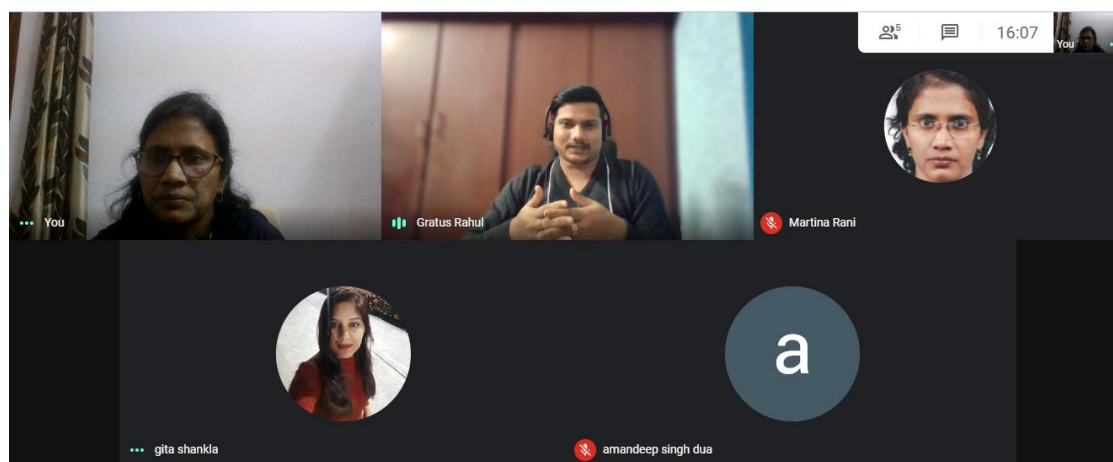 5
16:07
You
You
Gratus Rahul
Martina Rani
a
gita shankla
amandeep singh dua